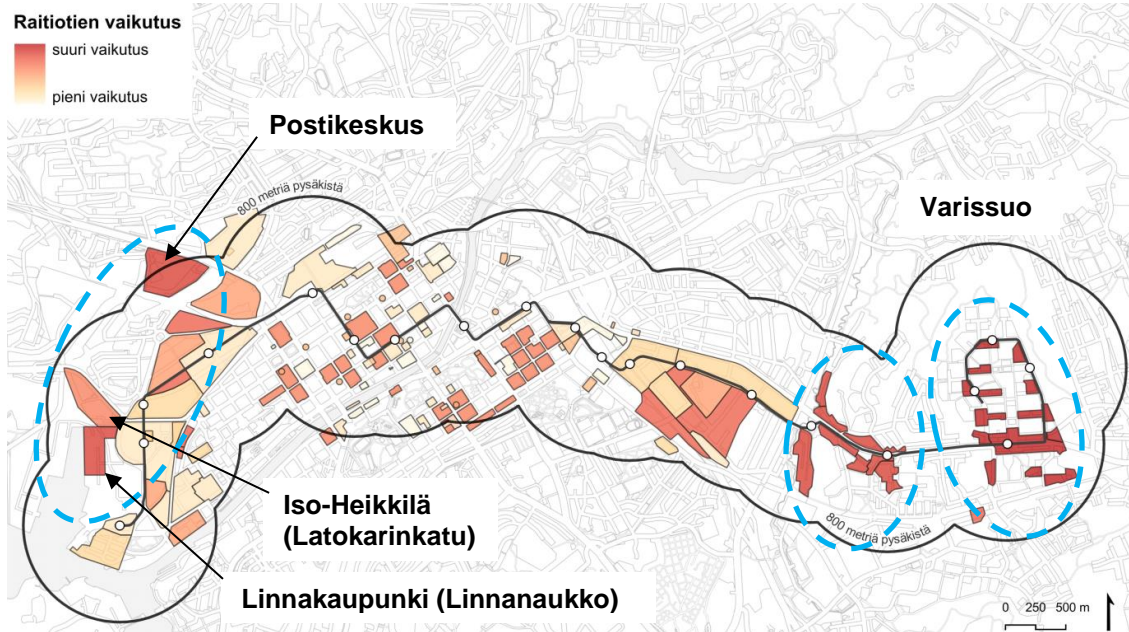 Raitiotien vaikutus
suuri vaikutus
pieni vaikutus
Postikeskus
800 metriä pysäkistä
Varissuo
Iso-Heikkilä
(Latokarinkatu)
800 metriä pysäkistä
Linnakaupunki (Linnanaukko)
0 250 500 m